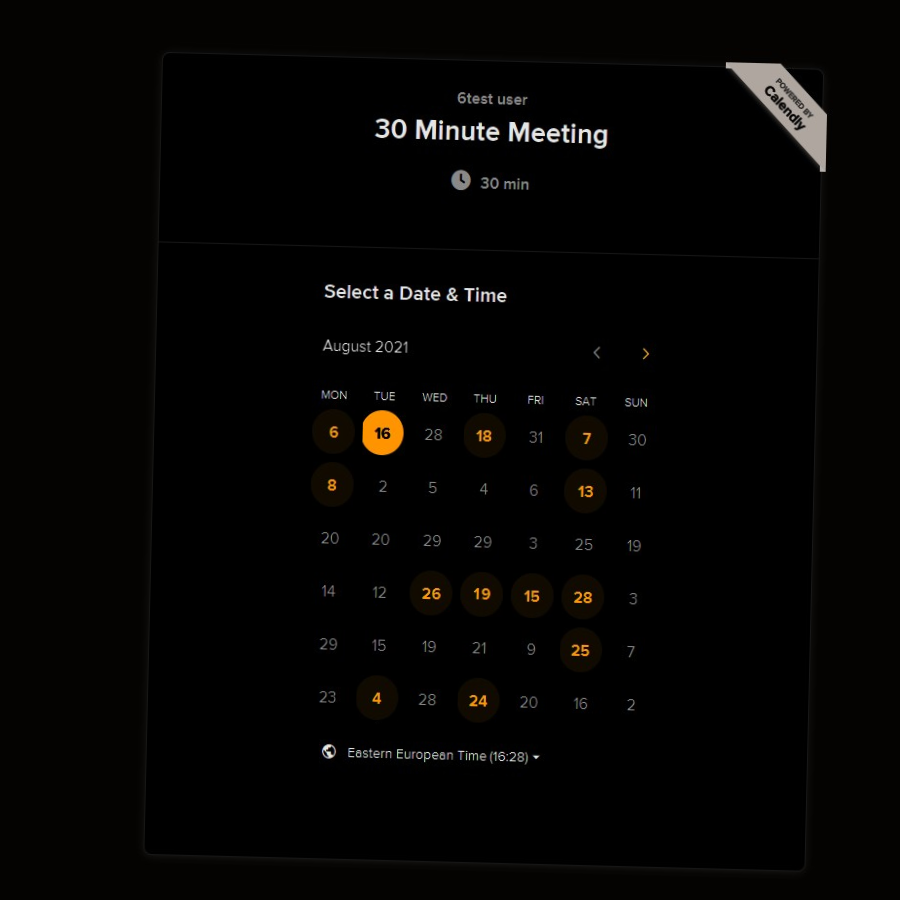 POWERED BY
Calendly
6test user
30 Minute Meeting
30 min
Select a Date & Time
August 2021
MON TUE WED THU FRI SAT SUN
6 16 28 18 31 7 30
8 2 5 4 6 13 11
20 20 29 29 3 25 19
14 12 26 19 15 28 3
29 15 19 21 9 25 7
23 4 28 24 20 16 2
Eastern European Time (16:28)